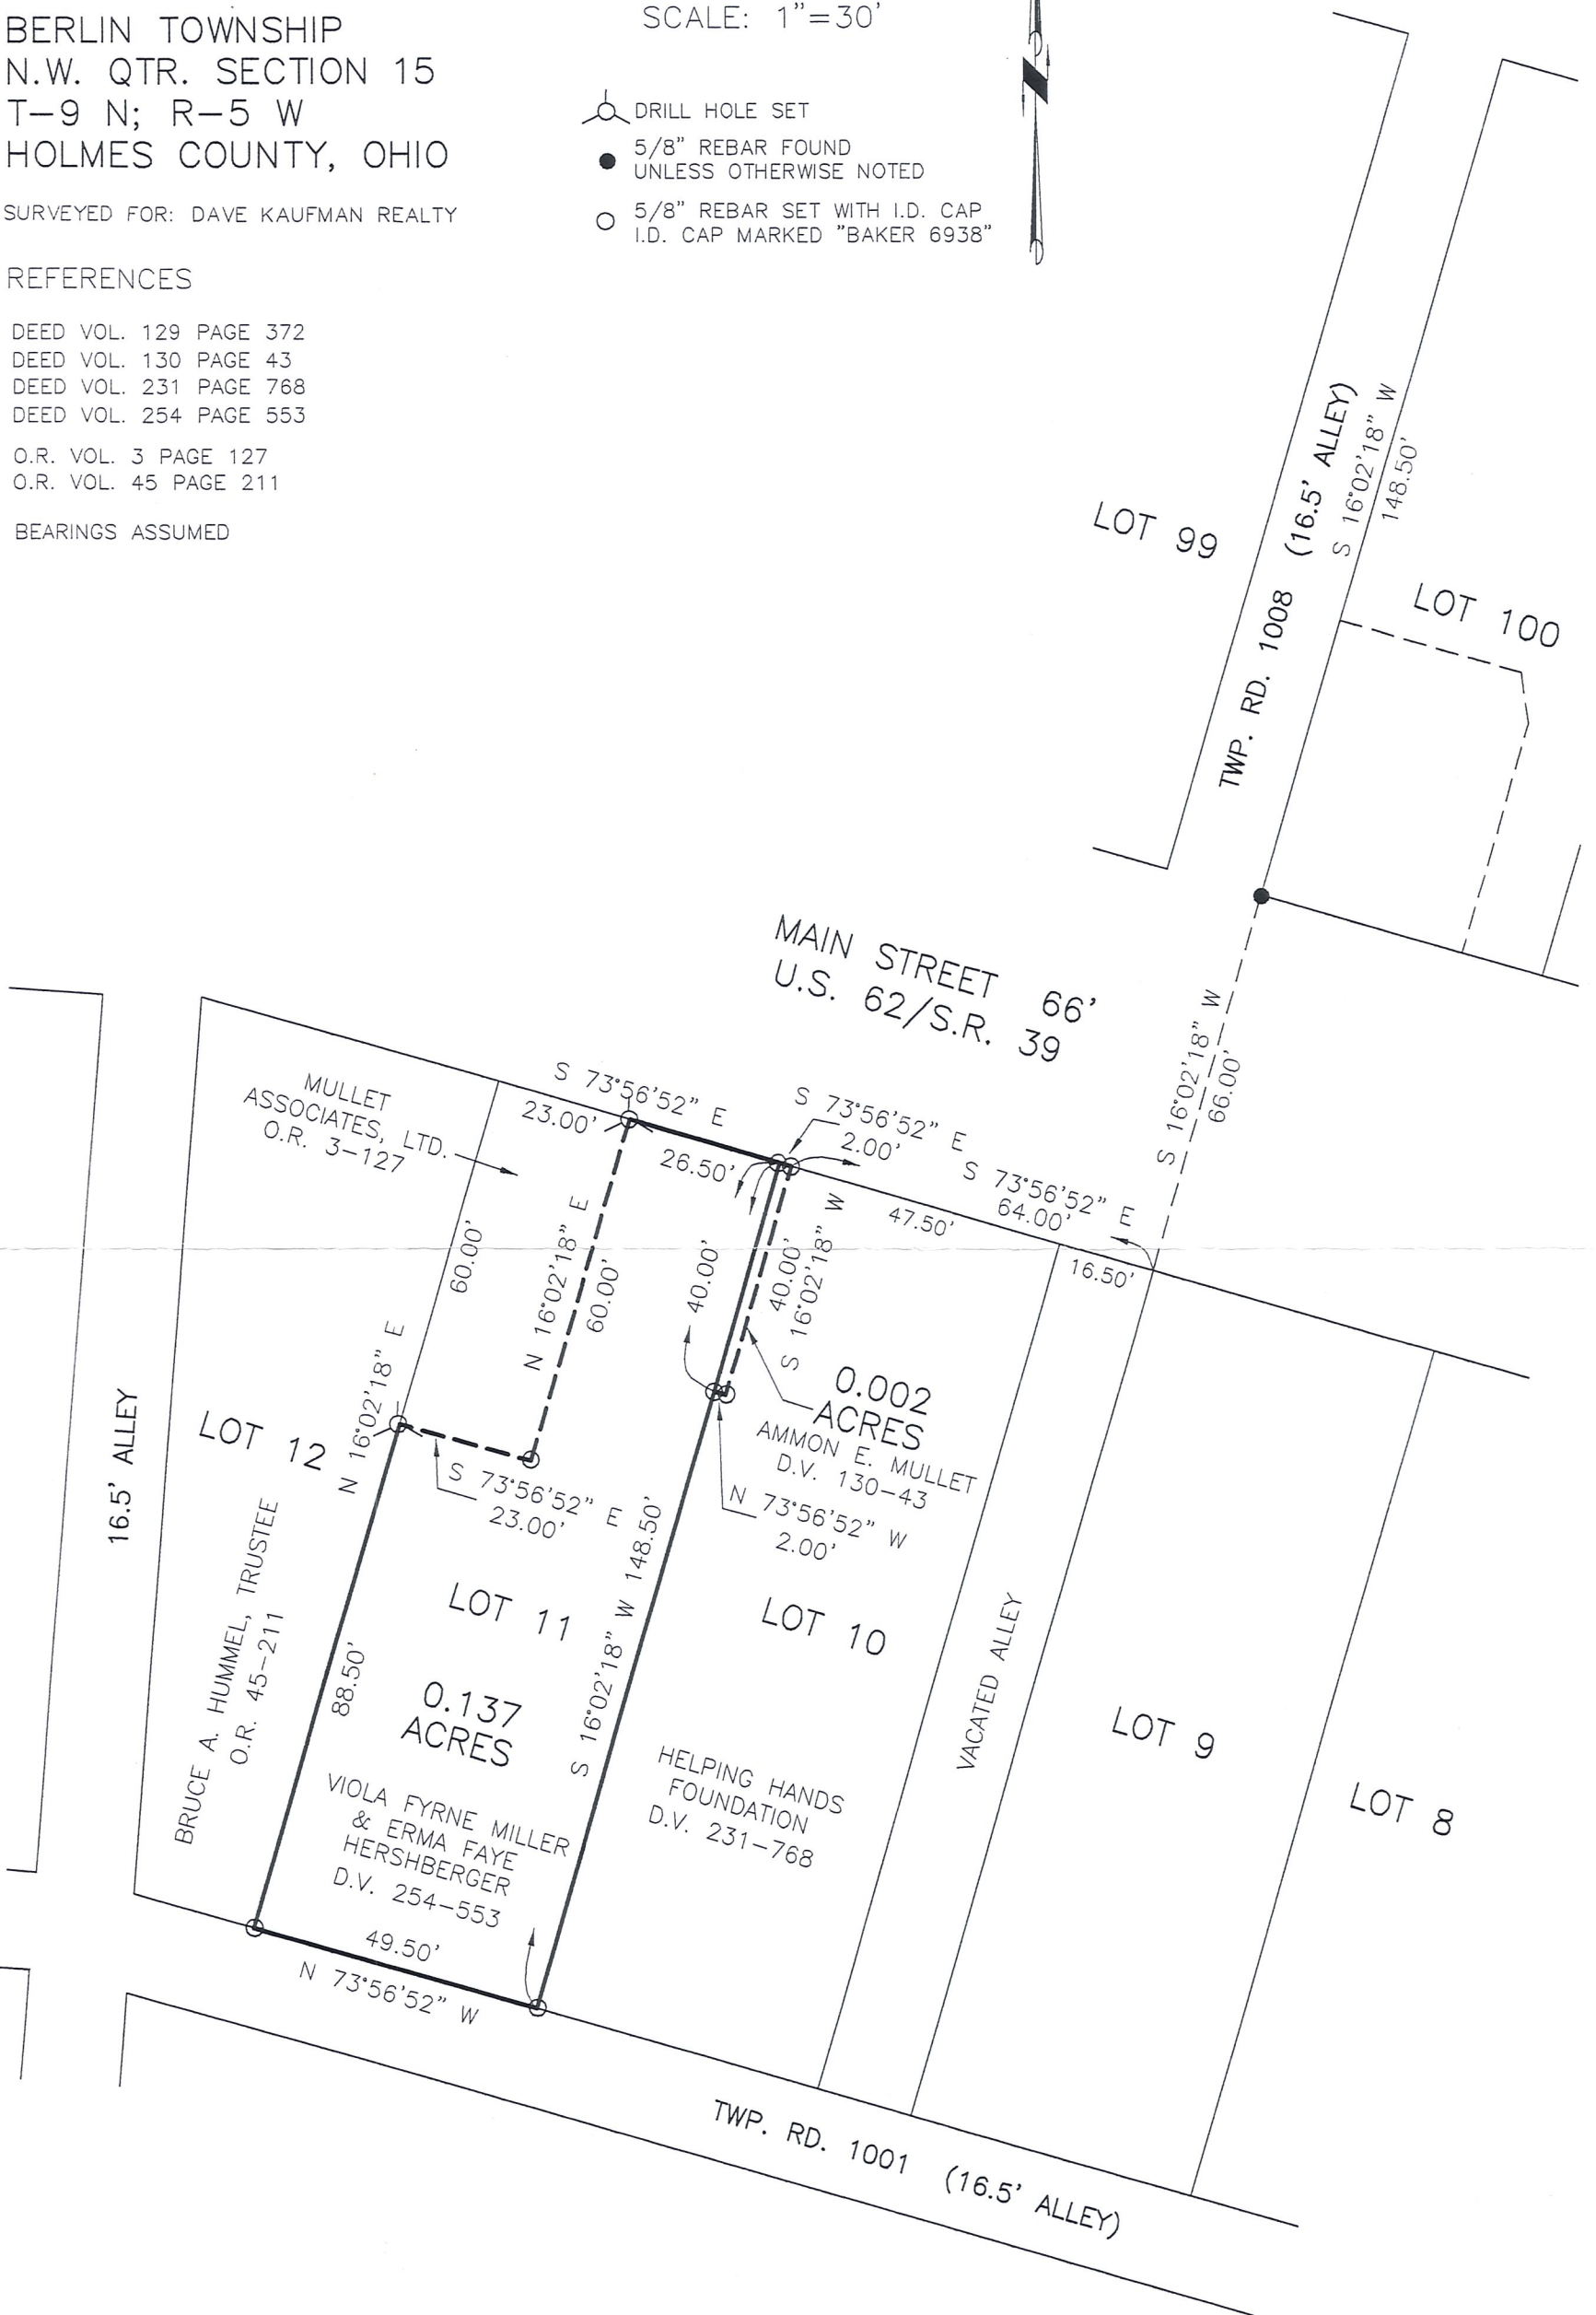 BERLIN TOWNSHIP
N.W. QTR. SECTION 15
T-9 N; R-5 W
HOLMES COUNTY, OHIO
SURVEYED FOR: DAVE KAUFMAN REALTY
REFERENCES
DEED VOL. 129 PAGE 372
DEED VOL. 130 PAGE 43
DEED VOL. 231 PAGE 768
DEED VOL. 254 PAGE 553
O.R. VOL. 3 PAGE 127
O.R. VOL. 45 PAGE 211
BEARINGS ASSUMED
SCALE: 1"=30'
DRILL HOLE SET
5/8" REBAR FOUND
UNLESS OTHERWISE NOTED
5/8" REBAR SET WITH I.D. CAP
I.D. CAP MARKED "BAKER 6938"
LOT 99
TWP. RD. 1008 (16.5' ALLEY)
S 16°02'18" W
148.50'
LOT 100
MAIN STREET 66'
U.S. 62/S.R. 39
S 16°02'18" W
66.00'
MULLET
ASSOCIATES, LTD.
O.R. 3-127
S 73°56'52" E
23.00'
26.50'
S 73°56'52" E
2.00'
S 73°56'52" E
64.00'
47.50'
16.50'
60.00'
N 16°02'18" E
N 16°02'18" E
60.00'
40.00'
40.00'
S 16°02'18" W
0.002
ACRES
AMMON E. MULLET
D.V. 130-43
N 73°56'52" W
2.00'
S 73°56'52" E
23.00'
16.5' ALLEY
LOT 12
BRUCE A. HUMMEL, TRUSTEE
O.R. 45-211
88.50'
LOT 11
0.137
ACRES
VIOLA FYRNE MILLER
& ERMA FAYE
HERSHBERGER
D.V. 254-553
49.50'
N 73°56'52" W
S 16°02'18" W 148.50'
LOT 10
HELPING HANDS
FOUNDATION
D.V. 231-768
VACATED ALLEY
LOT 9
LOT 8
TWP. RD. 1001 (16.5' ALLEY)